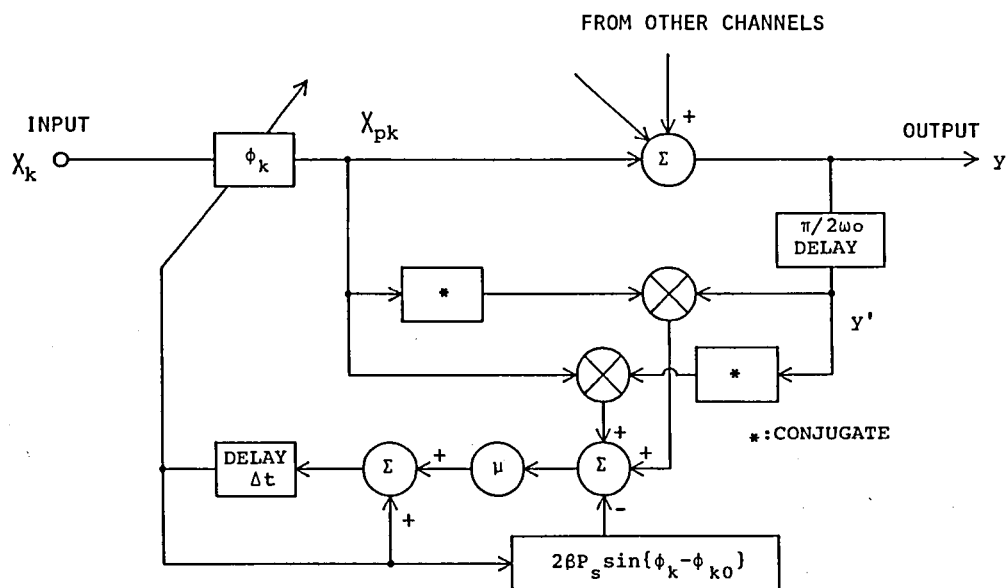 FROM OTHER CHANNELS
INPUT
X_k
ϕ_k
X_pk
+
Σ
OUTPUT
y
π/2ωo
DELAY
*
y'
*
*:CONJUGATE
DELAY
Δt
Σ
+
μ
Σ
+
+
+
-
2βP_s sin{ϕ_k-ϕ_k0}